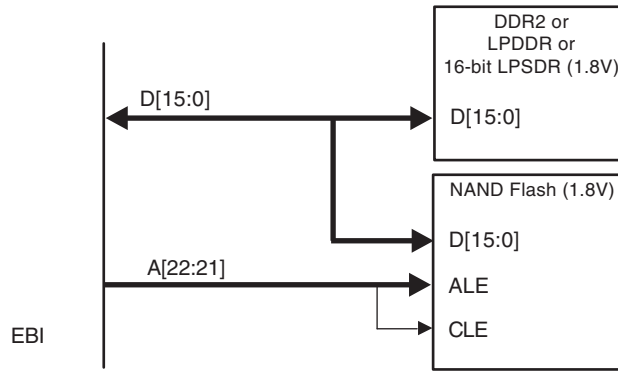 DDR2 or
LPDDR or
16-bit LPSDR (1.8V)
D[15:0]
D[15:0]
NAND Flash (1.8V)
D[15:0]
A[22:21]
ALE
CLE
EBI